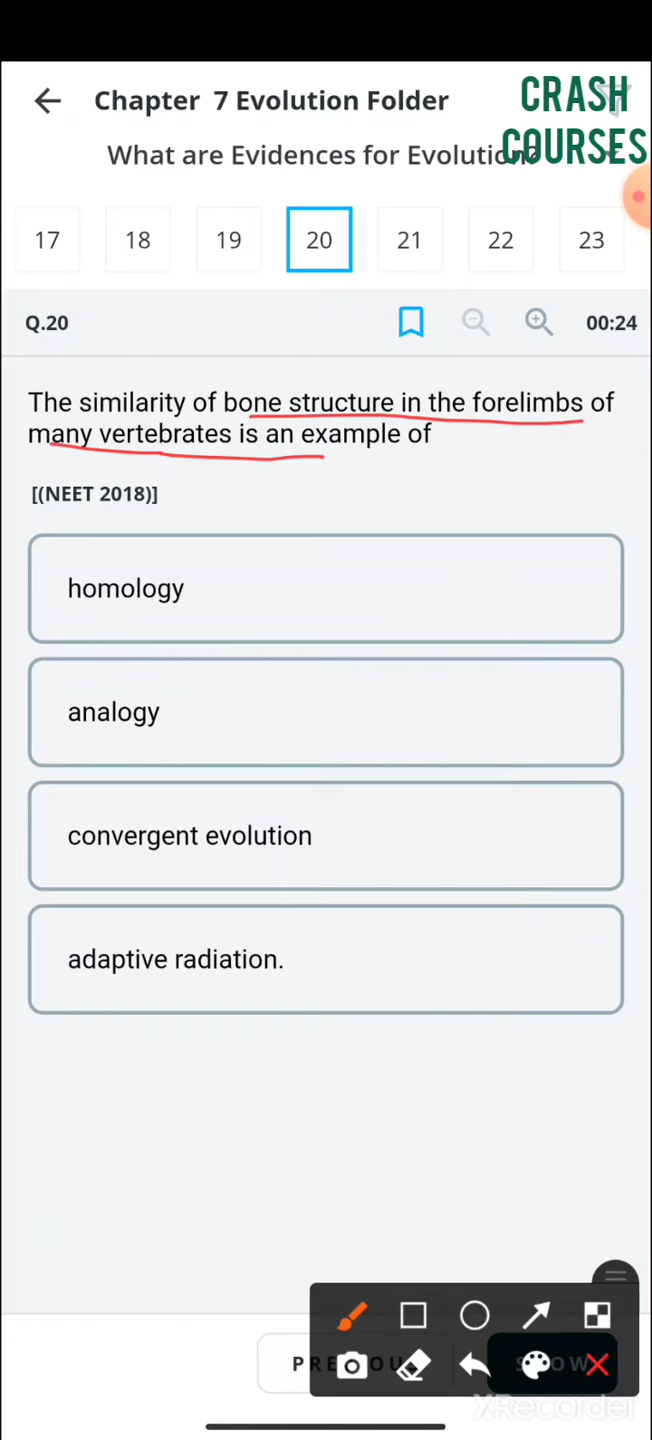 CRASH
Chapter 7 Evolution Folder
COURSES
What are Evidences for Evolution?
17 18 19 20 21 22 23
Q.20 00:24
The similarity of bone structure in the forelimbs of
many vertebrates is an example of
[(NEET 2018)]
homology
analogy
convergent evolution
adaptive radiation.
XRecorder